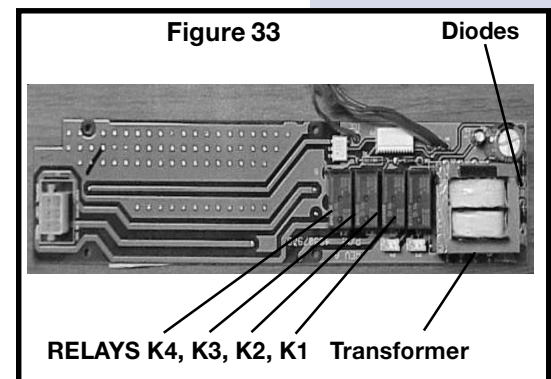 Figure 33
Diodes
RELAYS K4, K3, K2, K1 Transformer